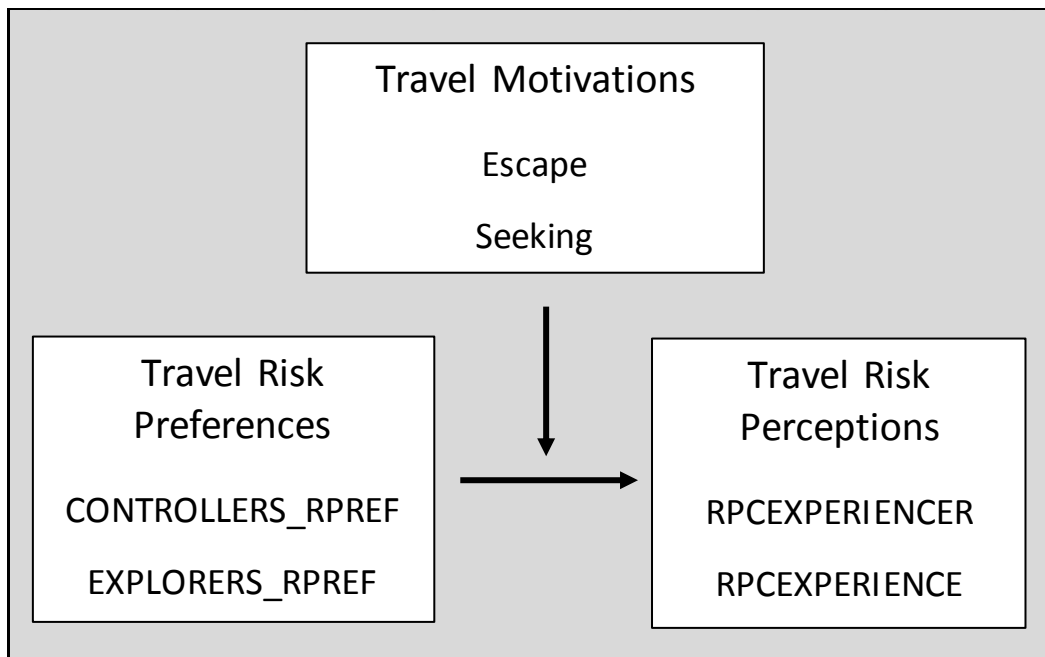 Travel Motivations
Escape
Seeking
Travel Risk
Preferences
CONTROLLERS_RPREF
EXPLORERS_RPREF
Travel Risk
Perceptions
RPCEXPERIENCER
RPCEXPERIENCE